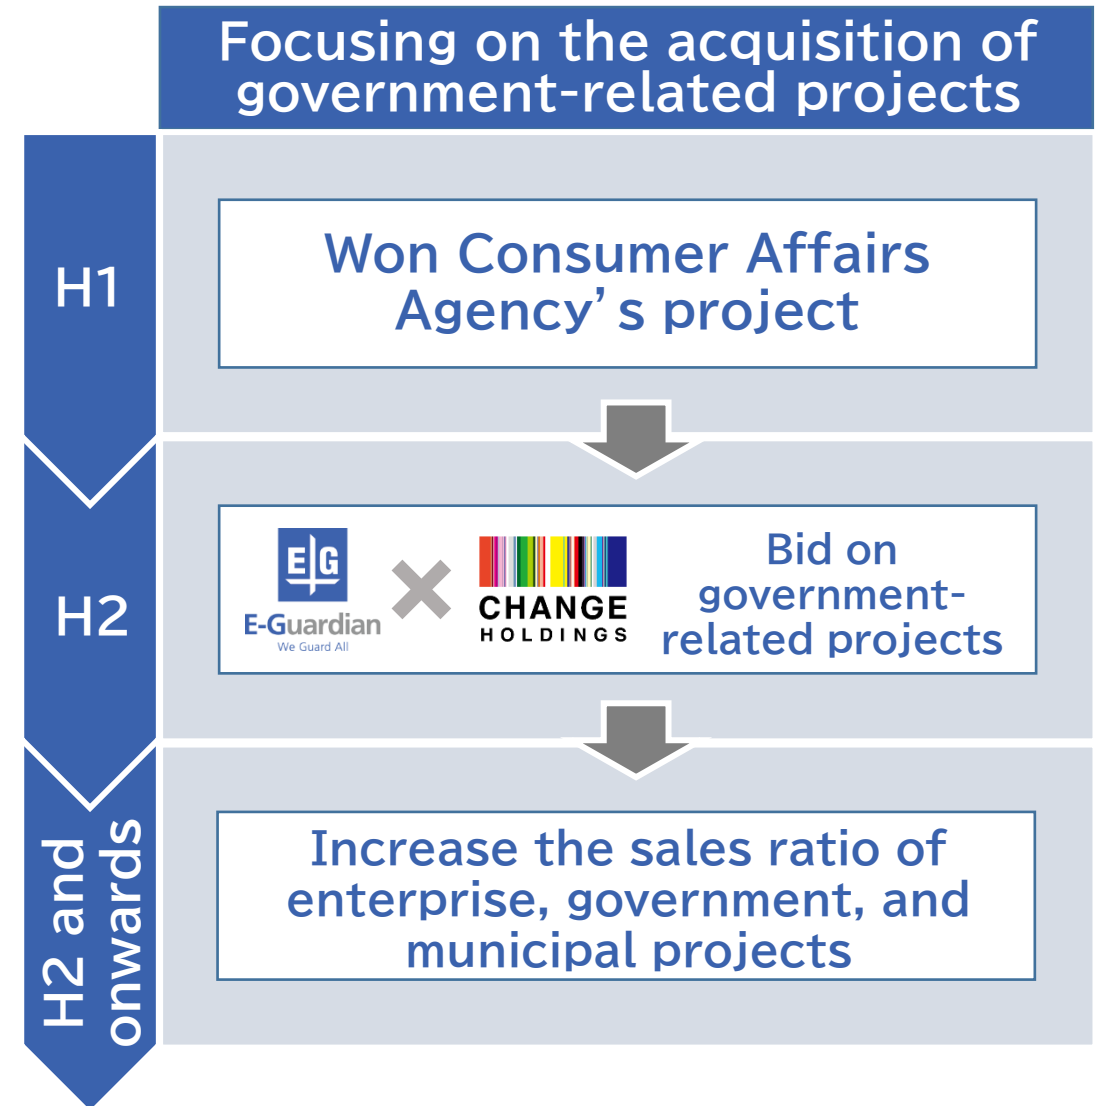 Focusing on the acquisition of
government-related projects
H1
Won Consumer Affairs
Agency’s project
H2
E G
E-Guardian
We Guard All
CHANGE
HOLDINGS
Bid on
government-
related projects
H2 and
onwards
Increase the sales ratio of
enterprise, government, and
municipal projects